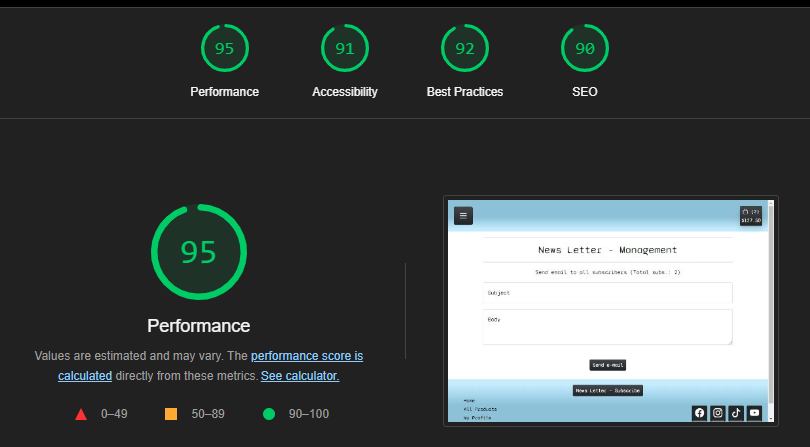 95 91 92 90
Performance Accessibility Best Practices SEO
95
Performance
Values are estimated and may vary. The performance score is
calculated directly from these metrics. See calculator.
0–49 50–89 90–100
(2)
$137.50
News Letter - Management
Send email to all subscribers (Total subs.: 2)
Subject
Body
Send e-mail
News Letter - Subscribe
Home
All Products
My Profile